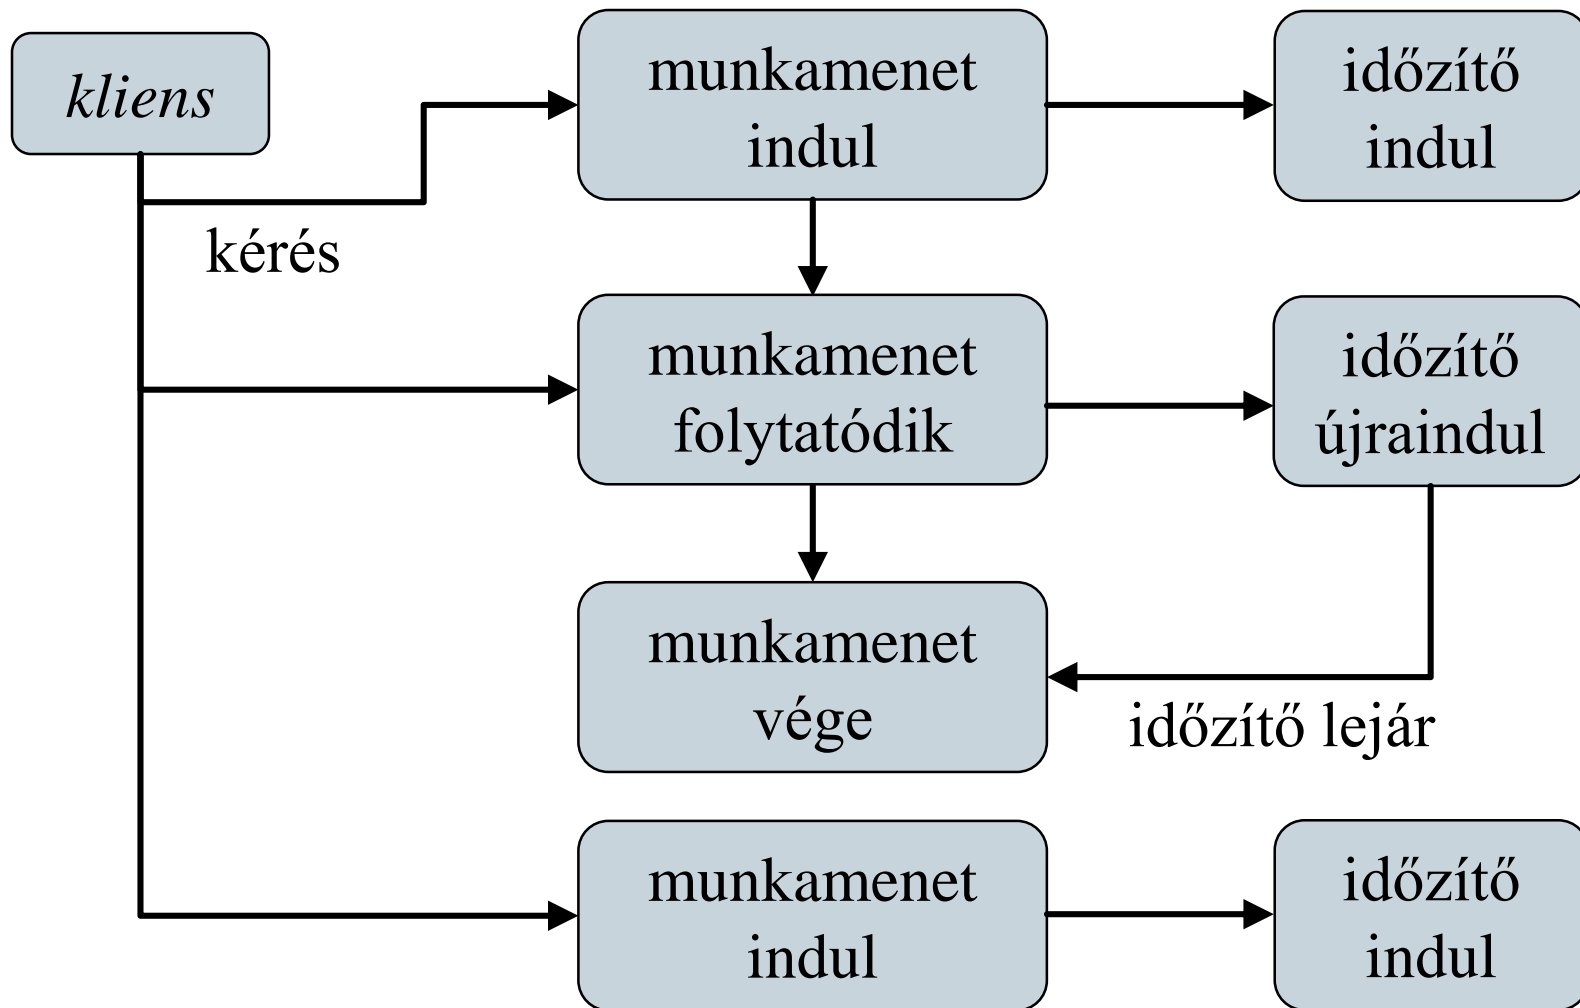 kliens
munkamenet
indul
időzítő
indul
kérés
munkamenet
folytatódik
időzítő
újraindul
munkamenet
vége
időzítő lejár
munkamenet
indul
időzítő
indul